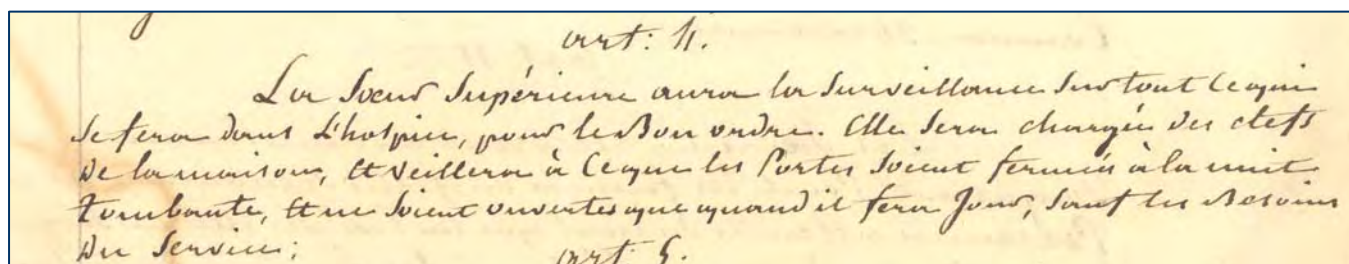 art: 4.
La Sœur Supérieure aura la Surveillance Sur tout Ce qui
Se fera dans L'hospice, pour le Bon ordre. Elle Sera chargée des clefs
De la maison, Et veillera à Ce que les Portes Soient fermées à la nuit
Tombante, Et ne Soient ouvertes que quand il fera Jour, Sauf les Besoins
Du Service;
art. 5.